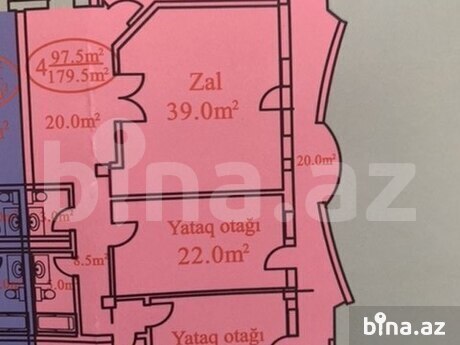 4 97.5m²
179.5m²
Zal
39.0m²
20.0m²
20.0m²
bina.az
Yataq otağı
22.0m²
8.5m²
Yataq otağı
bina.az